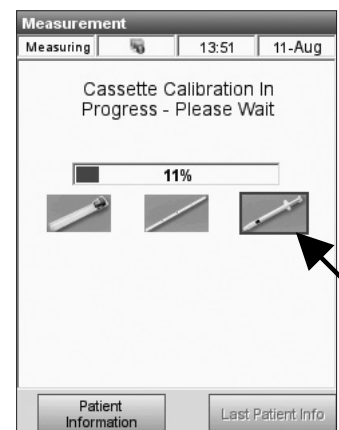 Measurement
Measuring 13:51 11-Aug
Cassette Calibration In
Progress - Please Wait
11%
Patient
Information
Last Patient Info